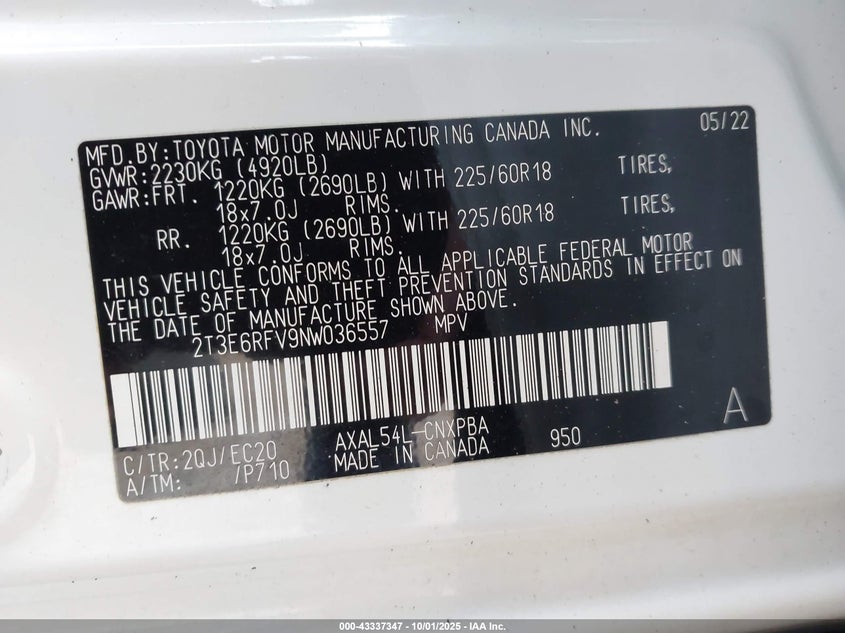 MFD.BY:TOYOTA MOTOR MANUFACTURING CANADA INC. 05/22
GVWR:2230KG (4920LB)
GAWR:FRT. 1220KG (2690LB) WITH 225/60R18 TIRES,
18x7.0J RIMS.
RR. 1220KG (2690LB) WITH 225/60R18 TIRES,
18x7.0J RIMS.
THIS VEHICLE CONFORMS TO ALL APPLICABLE FEDERAL MOTOR
VEHICLE SAFETY AND THEFT PREVENTION STANDARDS IN EFFECT ON
THE DATE OF MANUFACTURE SHOWN ABOVE.
2T3E6RFV9NW036557 MPV
A
C/TR:2QJ/EC20 AXAL54L-CNXPBA 950
A/TM: /P710 MADE IN CANADA
000-43337347 - 10/01/2025 - IAA Inc.